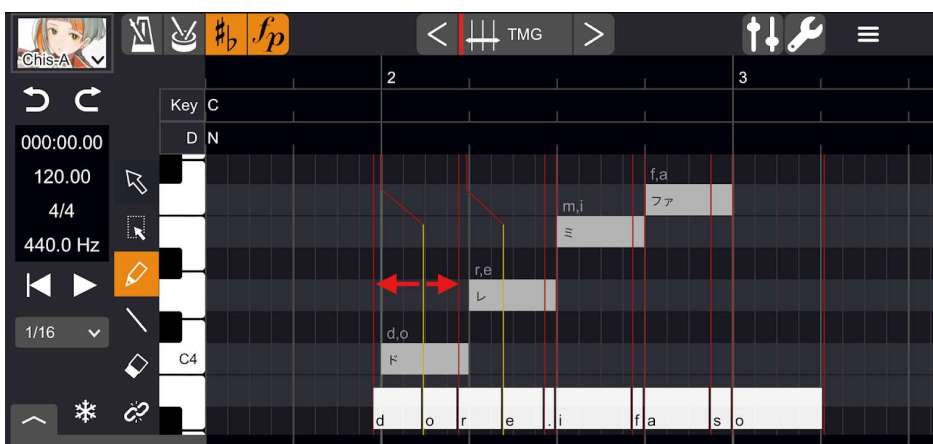 Chis-A
TMG
2
3
Key C
D N
000:00.00
120.00
4/4
440.0 Hz
1/16
C4
f,a
ファ
m,i
ミ
r,e
レ
d,o
ド
d o r e . i f a s o